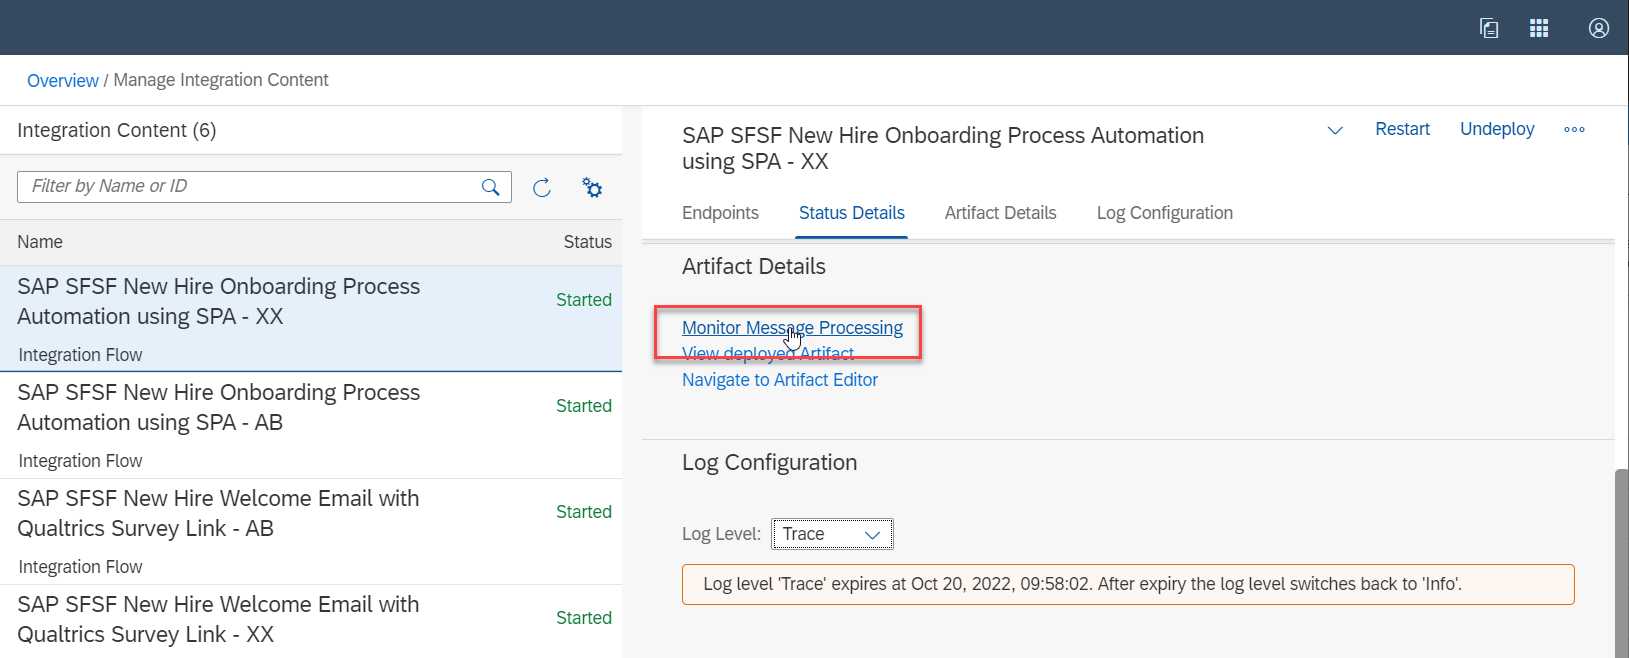 Overview / Manage Integration Content
Integration Content (6)
Filter by Name or ID
Name Status
SAP SFSF New Hire Onboarding Process
Automation using SPA - XX
Started
Integration Flow
SAP SFSF New Hire Onboarding Process
Automation using SPA - AB
Started
Integration Flow
SAP SFSF New Hire Welcome Email with
Qualtrics Survey Link - AB
Started
Integration Flow
SAP SFSF New Hire Welcome Email with
Qualtrics Survey Link - XX
Started
SAP SFSF New Hire Onboarding Process Automation
using SPA - XX
Restart Undeploy
Endpoints Status Details Artifact Details Log Configuration
Artifact Details
Monitor Message Processing
View deployed Artifact
Navigate to Artifact Editor
Log Configuration
Log Level: Trace
Log level 'Trace' expires at Oct 20, 2022, 09:58:02. After expiry the log level switches back to 'Info'.